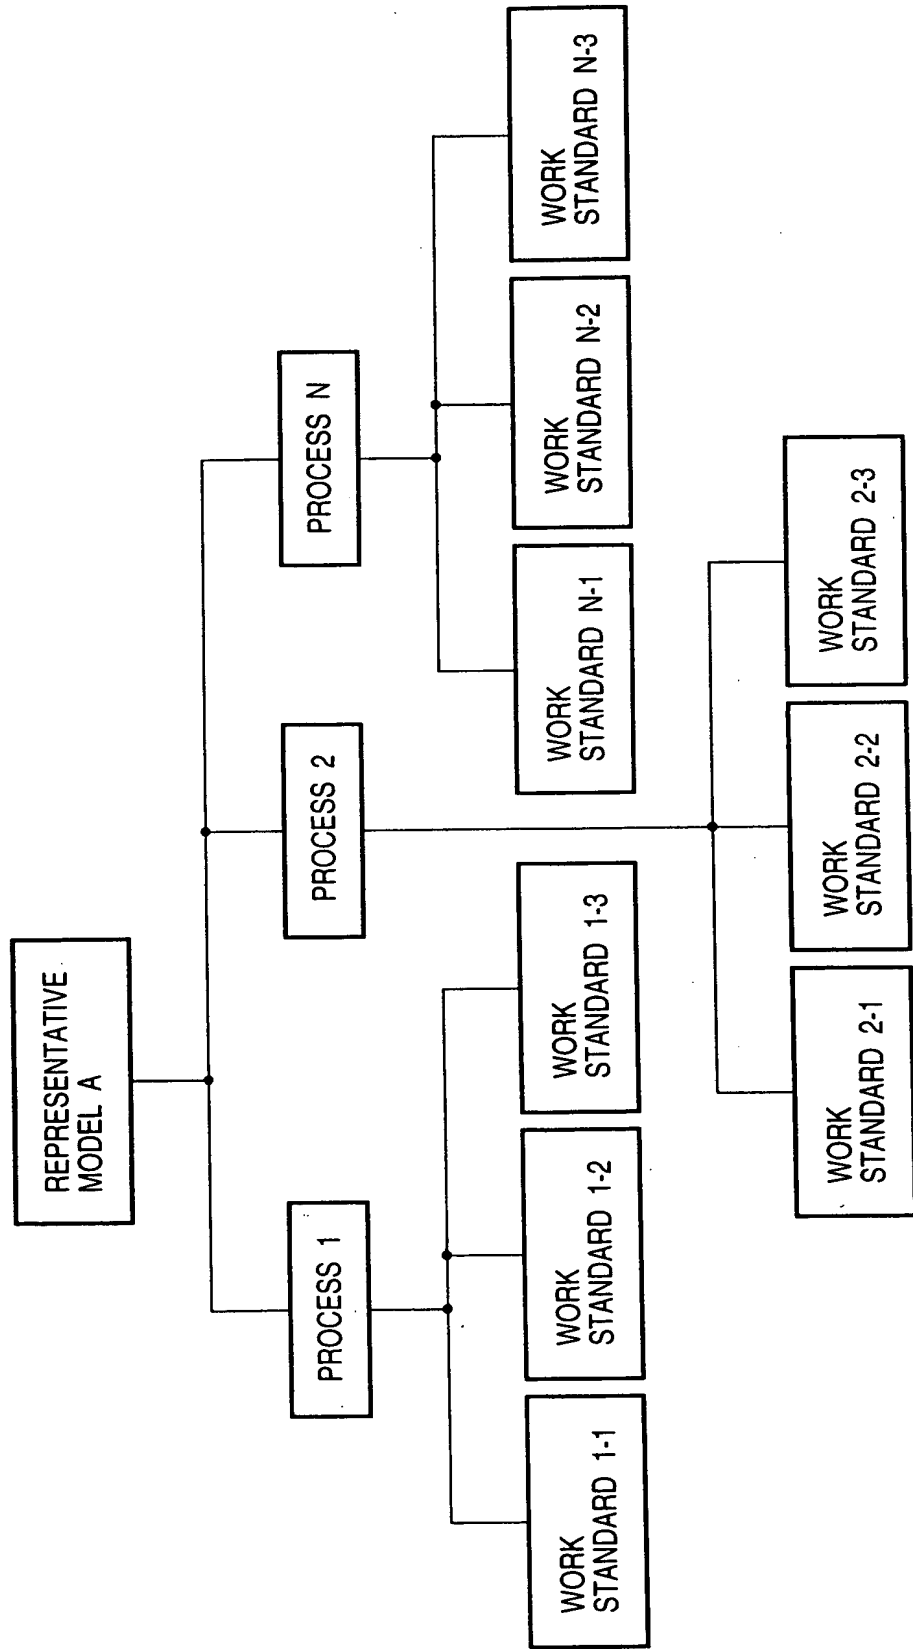 REPRESENTATIVE
MODEL A
PROCESS 1
PROCESS 2
PROCESS N
WORK
STANDARD 1-1
WORK
STANDARD 1-2
WORK
STANDARD 1-3
WORK
STANDARD N-1
WORK
STANDARD N-2
WORK
STANDARD N-3
WORK
STANDARD 2-1
WORK
STANDARD 2-2
WORK
STANDARD 2-3